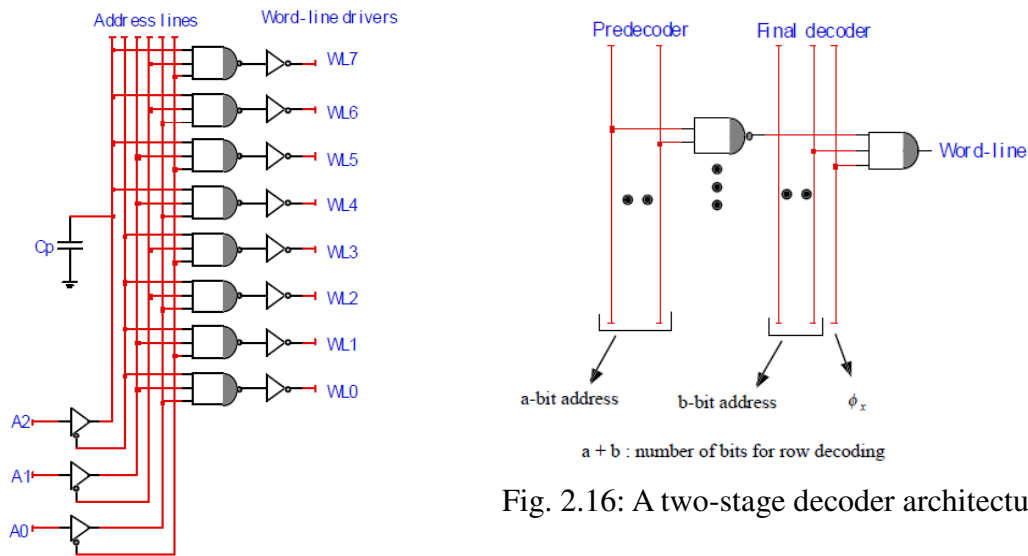 Address lines
Word-line drivers
WL7
WL6
WL5
WL4
WL3
WL2
WL1
WL0
Cp
A2
A1
A0
Predecoder
Final decoder
Word-line
a-bit address
b-bit address
ϕx
a + b : number of bits for row decoding
Fig. 2.16: A two-stage decoder architectu